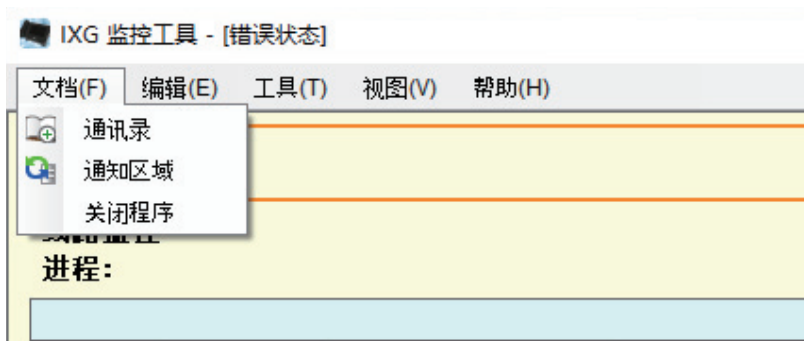 IXG 监控工具 - [错误状态]
文档(F) 编辑(E) 工具(T) 视图(V) 帮助(H)
通讯录
通知区域
关闭程序
进程: